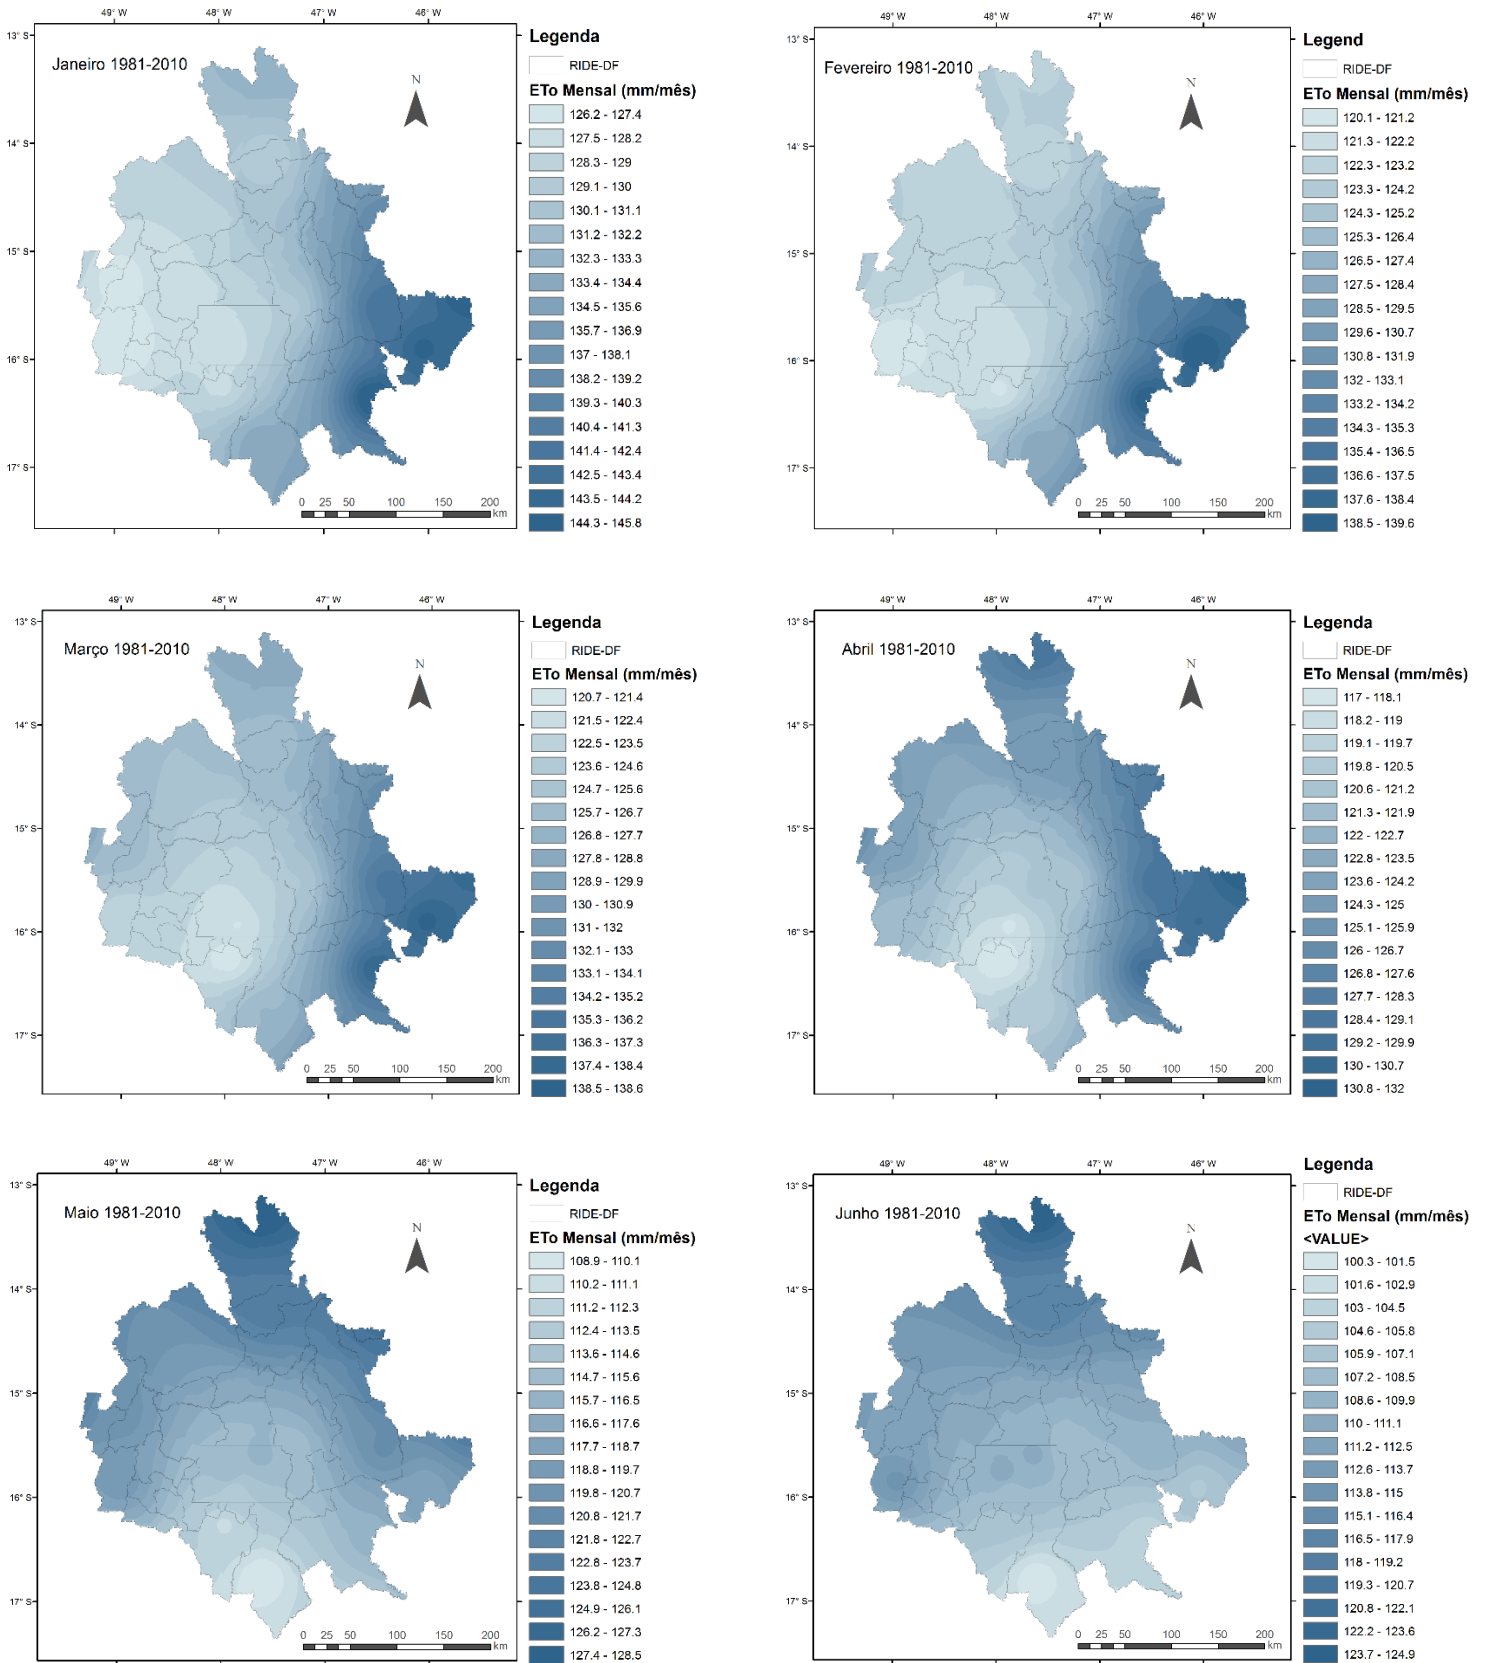 49° W 48° W 47° W 46° W
13° S
14° S
15° S
16° S
17° S
Janeiro 1981-2010
N
0 25 50 100 150 200
km
Legenda
RIDE-DF
ETo Mensal (mm/mês)
126.2 - 127.4
127.5 - 128.2
128.3 - 129
129.1 - 130
130.1 - 131.1
131.2 - 132.2
132.3 - 133.3
133.4 - 134.4
134.5 - 135.6
135.7 - 136.9
137 - 138.1
138.2 - 139.2
139.3 - 140.3
140.4 - 141.3
141.4 - 142.4
142.5 - 143.4
143.5 - 144.2
144.3 - 145.8
49° W 48° W 47° W 46° W
13° S
14° S
15° S
16° S
17° S
Fevereiro 1981-2010
N
0 25 50 100 150 200
km
Legend
RIDE-DF
ETo Mensal (mm/mês)
120.1 - 121.2
121.3 - 122.2
122.3 - 123.2
123.3 - 124.2
124.3 - 125.2
125.3 - 126.4
126.5 - 127.4
127.5 - 128.4
128.5 - 129.5
129.6 - 130.7
130.8 - 131.9
132 - 133.1
133.2 - 134.2
134.3 - 135.3
135.4 - 136.5
136.6 - 137.5
137.6 - 138.4
138.5 - 139.6
49° W 48° W 47° W 46° W
13° S
14° S
15° S
16° S
17° S
Março 1981-2010
N
0 25 50 100 150 200
km
Legenda
RIDE-DF
ETo Mensal (mm/mês)
120.7 - 121.4
121.5 - 122.4
122.5 - 123.5
123.6 - 124.6
124.7 - 125.6
125.7 - 126.7
126.8 - 127.7
127.8 - 128.8
128.9 - 129.9
130 - 130.9
131 - 132
132.1 - 133
133.1 - 134.1
134.2 - 135.2
135.3 - 136.2
136.3 - 137.3
137.4 - 138.4
138.5 - 138.6
49° W 48° W 47° W 46° W
13° S
14° S
15° S
16° S
17° S
Abril 1981-2010
N
0 25 50 100 150 200
km
Legenda
RIDE-DF
ETo Mensal (mm/mês)
117 - 118.1
118.2 - 119
119.1 - 119.7
119.8 - 120.5
120.6 - 121.2
121.3 - 121.9
122 - 122.7
122.8 - 123.5
123.6 - 124.2
124.3 - 125
125.1 - 125.9
126 - 126.7
126.8 - 127.6
127.7 - 128.3
128.4 - 129.1
129.2 - 129.9
130 - 130.7
130.8 - 132
49° W 48° W 47° W 46° W
13° S
14° S
15° S
16° S
17° S
Maio 1981-2010
N
0 25 50 100 150 200
km
Legenda
RIDE-DF
ETo Mensal (mm/mês)
108.9 - 110.1
110.2 - 111.1
111.2 - 112.3
112.4 - 113.5
113.6 - 114.6
114.7 - 115.6
115.7 - 116.5
116.6 - 117.6
117.7 - 118.7
118.8 - 119.7
119.8 - 120.7
120.8 - 121.7
121.8 - 122.7
122.8 - 123.7
123.8 - 124.8
124.9 - 126.1
126.2 - 127.3
127.4 - 128.5
49° W 48° W 47° W 46° W
13° S
14° S
15° S
16° S
17° S
Junho 1981-2010
N
0 25 50 100 150 200
km
Legenda
RIDE-DF
ETo Mensal (mm/mês)
<VALUE>
100.3 - 101.5
101.6 - 102.9
103 - 104.5
104.6 - 105.8
105.9 - 107.1
107.2 - 108.5
108.6 - 109.9
110 - 111.1
111.2 - 112.5
112.6 - 113.7
113.8 - 115
115.1 - 116.4
116.5 - 117.9
118 - 119.2
119.3 - 120.7
120.8 - 122.1
122.2 - 123.6
123.7 - 124.9